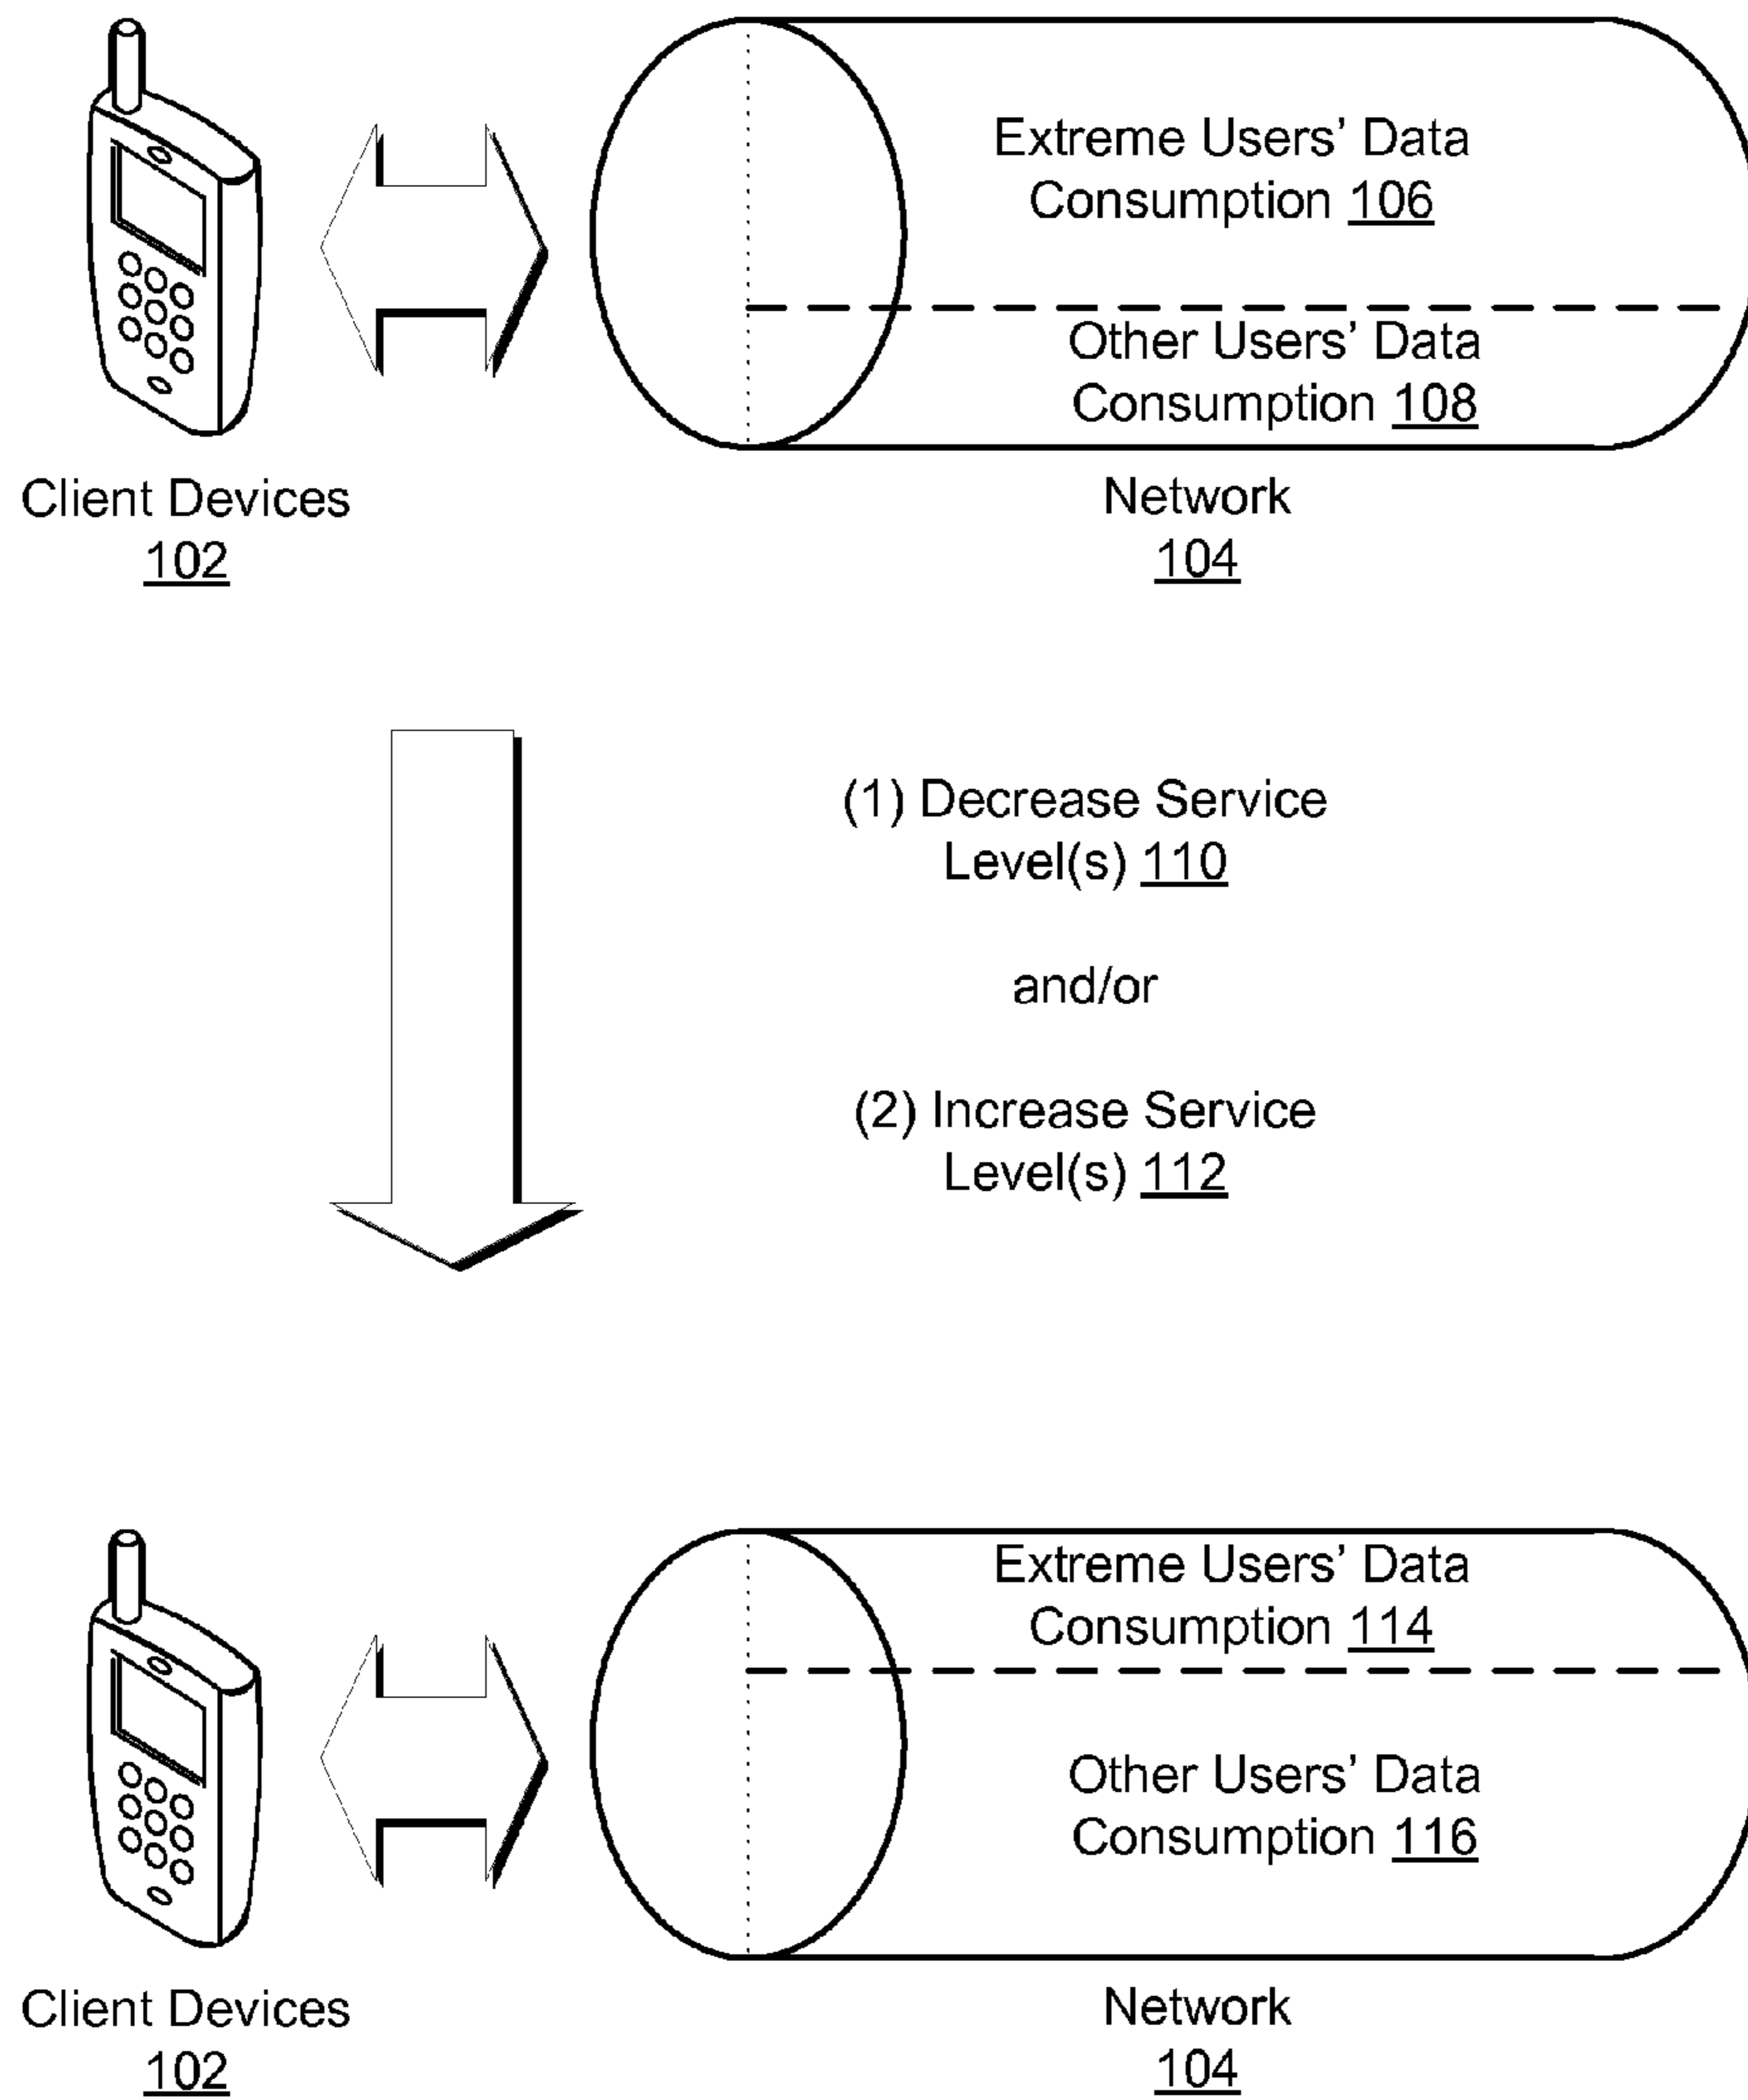 Extreme Users’ Data
Consumption 106
Other Users’ Data
Consumption 108
Client Devices
102
Network
104
(1) Decrease Service
Level(s) 110
and/or
(2) Increase Service
Level(s) 112
Extreme Users’ Data
Consumption 114
Other Users’ Data
Consumption 116
Client Devices
102
Network
104